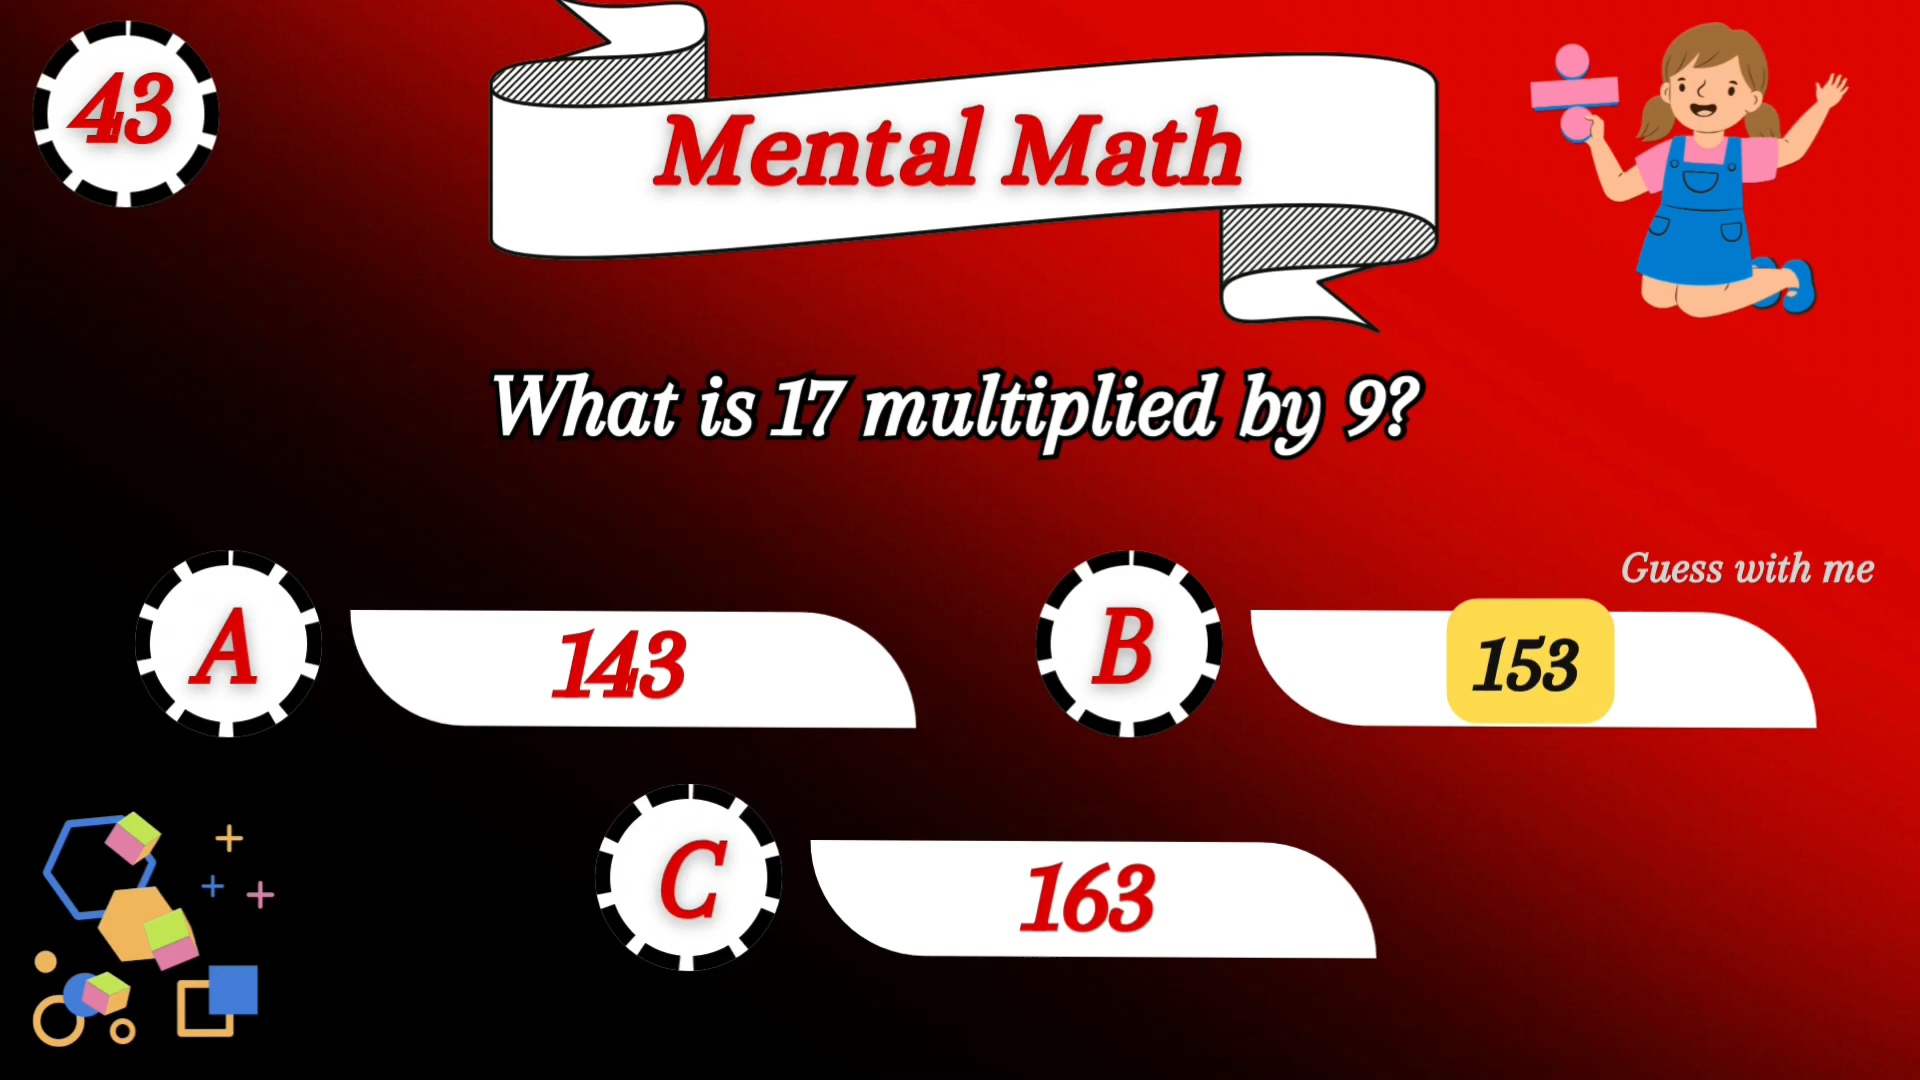 43
Mental Math
What is 17 multiplied by 9?
Guess with me
A 143
B 153
C 163